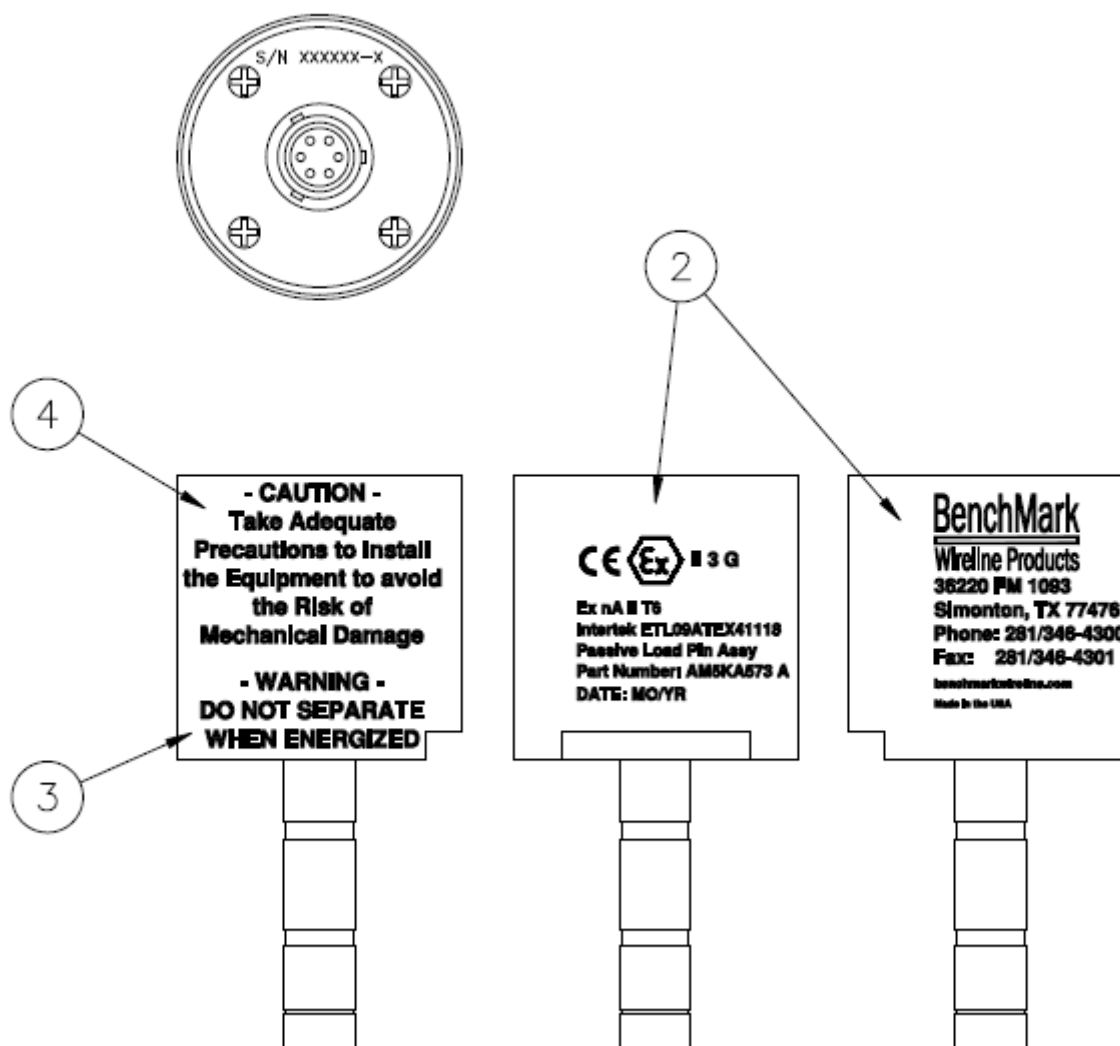 S/N XXXXXX-X
2
4
- CAUTION -
Take Adequate
Precautions to Install
the Equipment to avoid
the Risk of
Mechanical Damage
- WARNING -
DO NOT SEPARATE
WHEN ENERGIZED
3
CE Ex II 3 G
Ex nA II T6
Intertek ETL09ATEX41118
Passive Load Pin Assy
Part Number: AM5KA573 A
DATE: MO/YR
BenchMark
Wireline Products
36220 FM 1093
Simonton, TX 77476
Phone: 281/346-4300
Fax: 281/346-4301
benchmarkwireline.com
Made in the USA